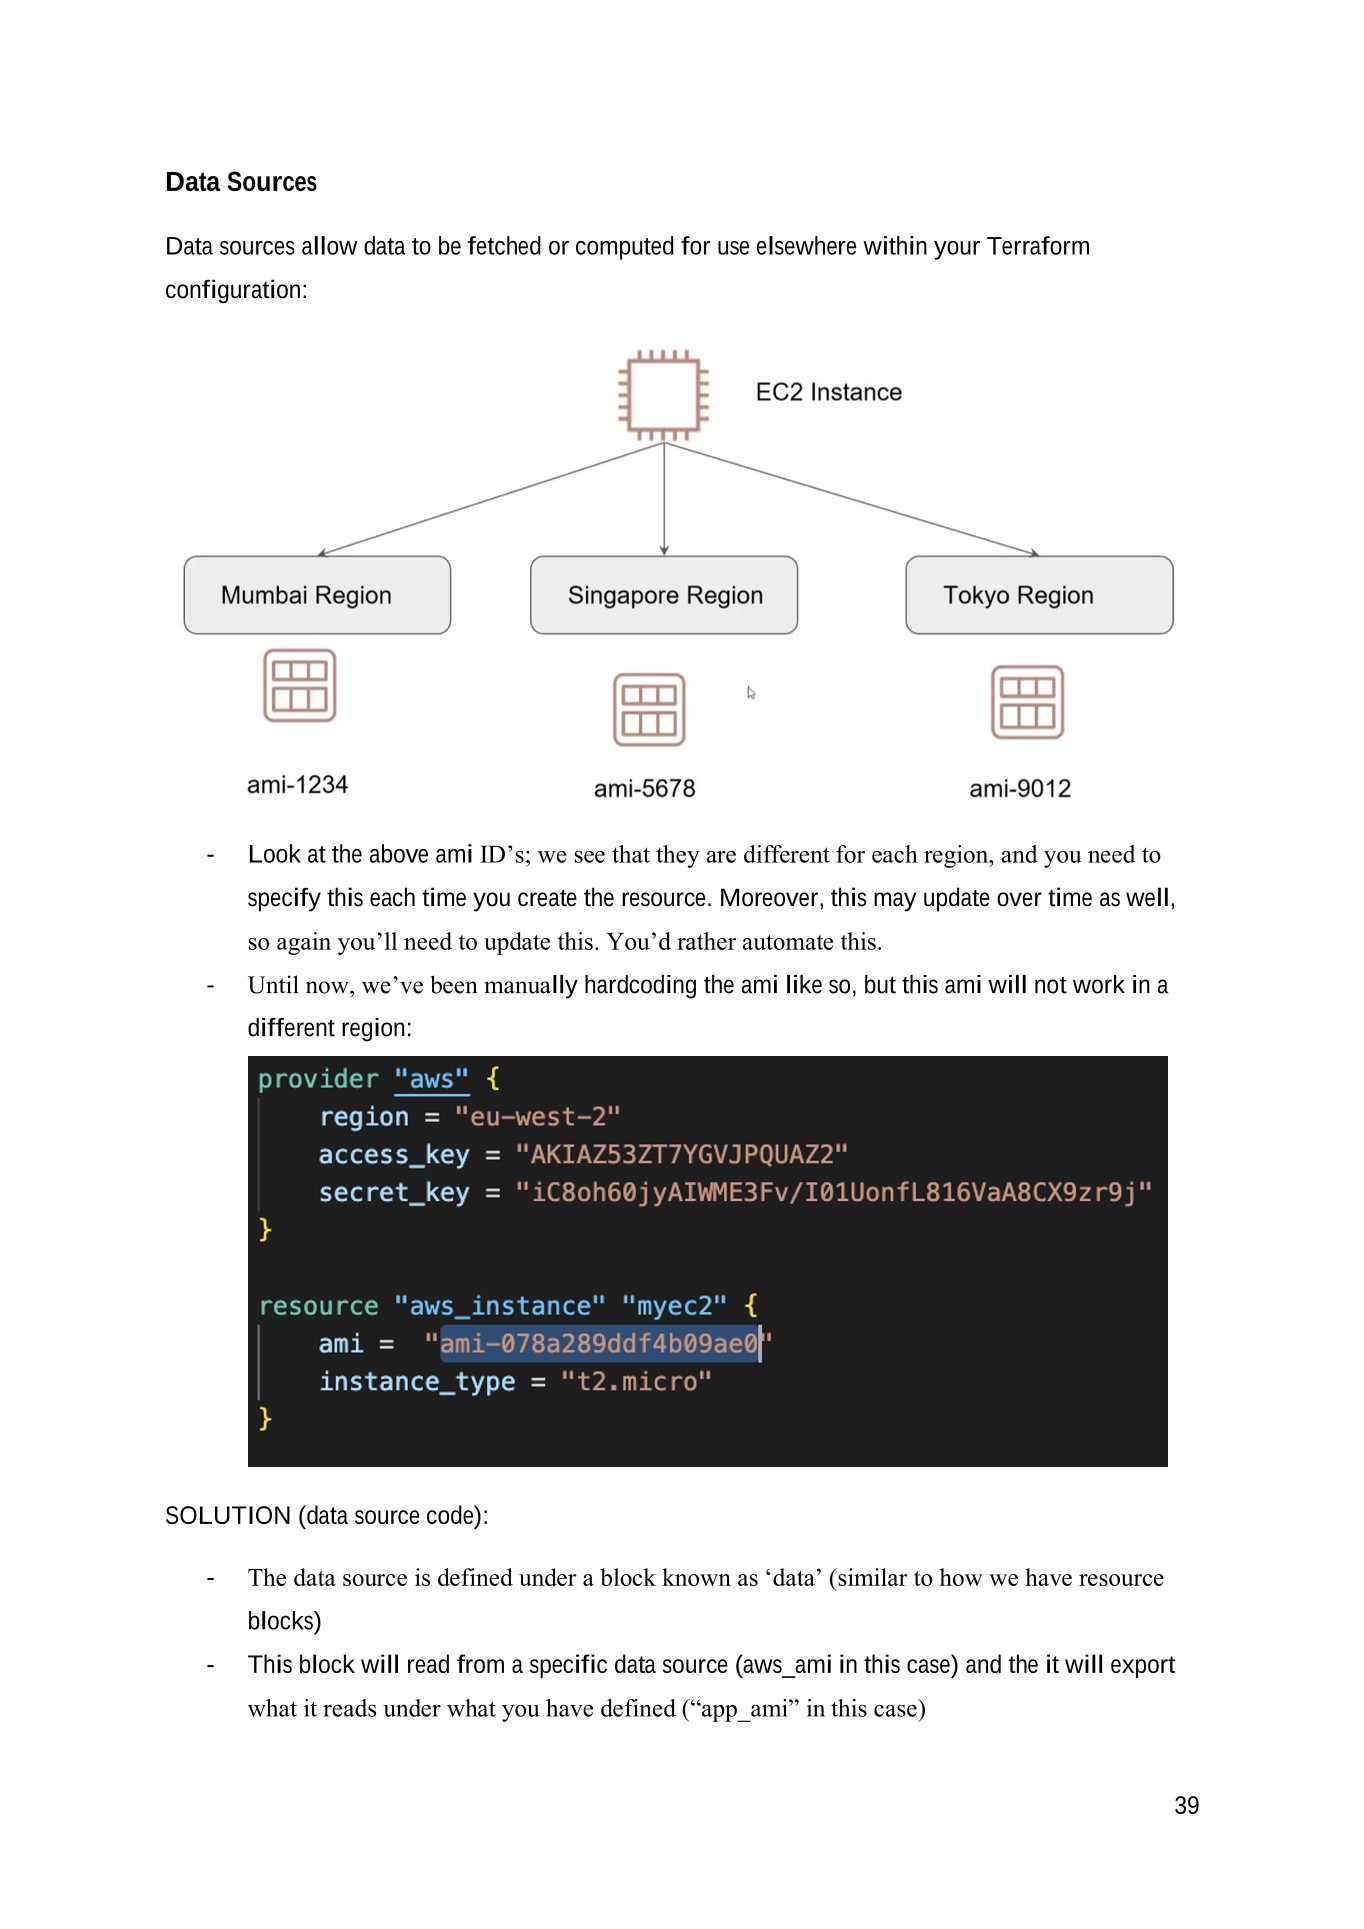 Data Sources
Data sources allow data to be fetched or computed for use elsewhere within your Terraform
configuration:
EC2 Instance
Mumbai Region
Singapore Region
Tokyo Region
ami-1234
ami-5678
ami-9012
- Look at the above ami ID’s; we see that they are different for each region, and you need to
specify this each time you create the resource. Moreover, this may update over time as well,
so again you’ll need to update this. You’d rather automate this.
- Until now, we’ve been manually hardcoding the ami like so, but this ami will not work in a
different region:
provider "aws" {
region = "eu-west-2"
access_key = "AKIAZ53ZT7YGVJPQUAZ2"
secret_key = "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"
}
resource "aws_instance" "myec2" {
ami = "ami-078a289ddf4b09ae0"
instance_type = "t2.micro"
}
SOLUTION (data source code):
- The data source is defined under a block known as ‘data’ (similar to how we have resource
blocks)
- This block will read from a specific data source (aws_ami in this case) and the it will export
what it reads under what you have defined (“app_ami” in this case)
39